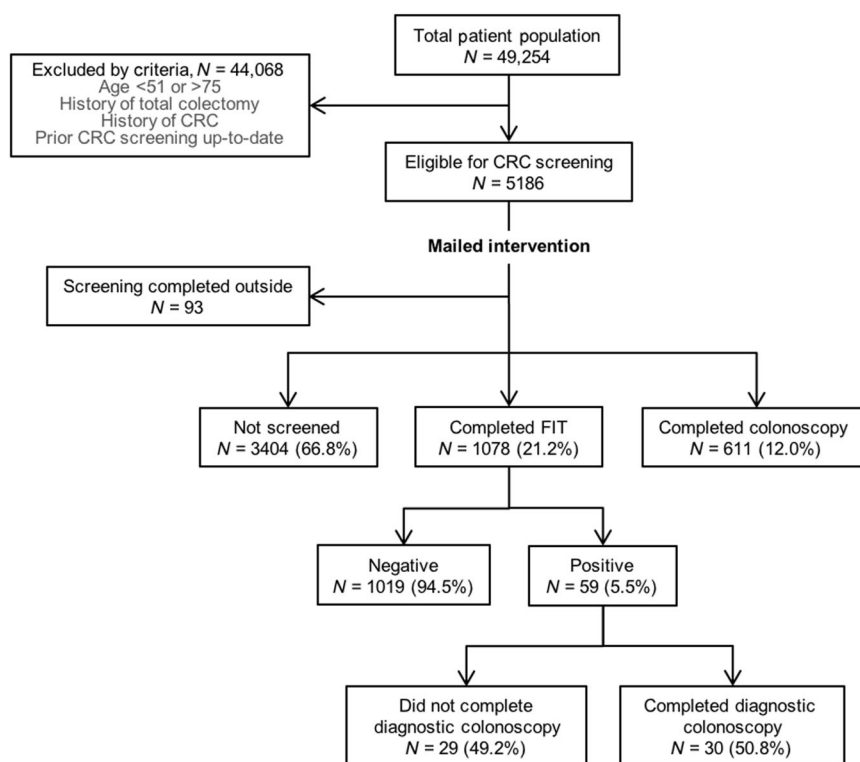 Total patient population
N = 49,254
Excluded by criteria, N = 44,068
Age <51 or >75
History of total colectomy
History of CRC
Prior CRC screening up-to-date
Eligible for CRC screening
N = 5186
Mailed intervention
Screening completed outside
N = 93
Not screened
N = 3404 (66.8%)
Completed FIT
N = 1078 (21.2%)
Completed colonoscopy
N = 611 (12.0%)
Negative
N = 1019 (94.5%)
Positive
N = 59 (5.5%)
Did not complete
diagnostic colonoscopy
N = 29 (49.2%)
Completed diagnostic
colonoscopy
N = 30 (50.8%)